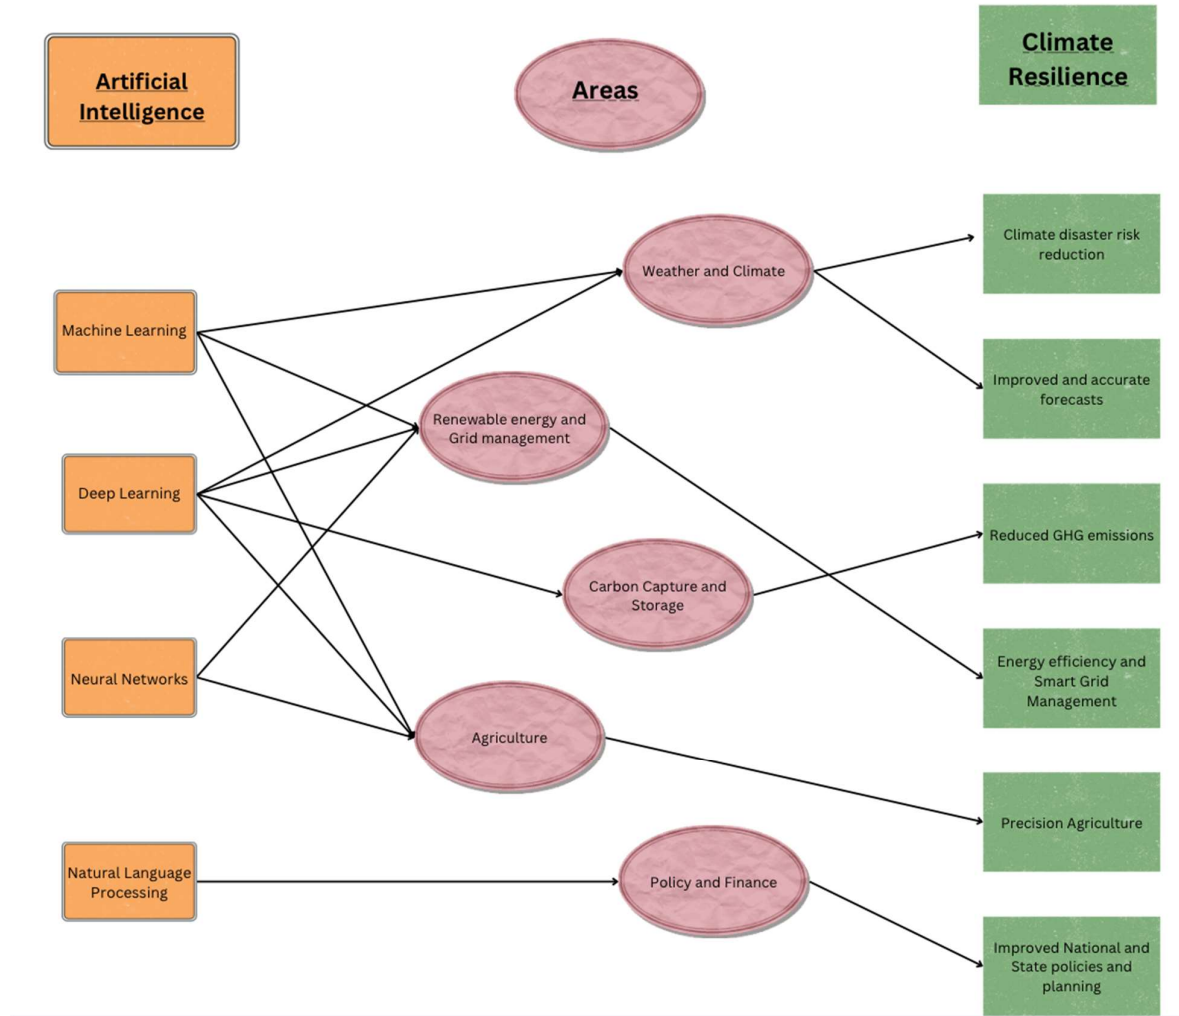 Artificial
Intelligence
Areas
Climate
Resilience
Machine Learning
Deep Learning
Neural Networks
Natural Language
Processing
Weather and Climate
Renewable energy and
Grid management
Carbon Capture and
Storage
Agriculture
Policy and Finance
Climate disaster risk
reduction
Improved and accurate
forecasts
Reduced GHG emissions
Energy efficiency and
Smart Grid
Management
Precision Agriculture
Improved National and
State policies and
planning